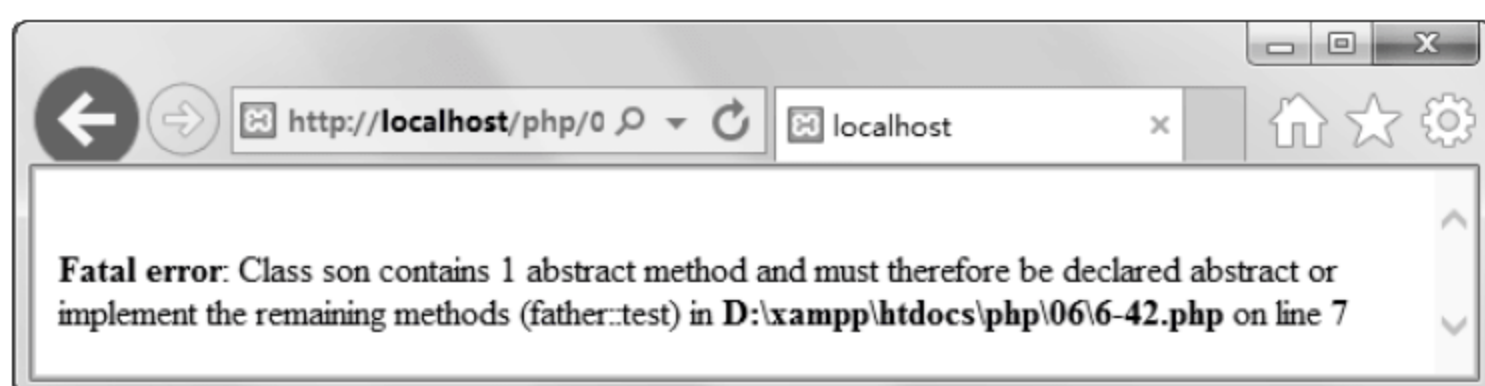 X
http://localhost/php/0
localhost
Fatal error: Class son contains 1 abstract method and must therefore be declared abstract or
implement the remaining methods (father::test) in D:\xampp\htdocs\php\06\6-42.php on line 7